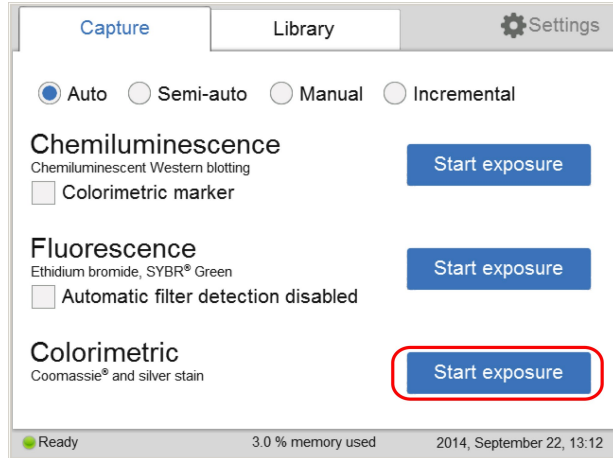 Capture
Library
Settings
Auto
Semi-auto
Manual
Incremental
Chemiluminescence
Chemiluminescent Western blotting
Start exposure
Colorimetric marker
Fluorescence
Ethidium bromide, SYBR® Green
Start exposure
Automatic filter detection disabled
Colorimetric
Coomassie® and silver stain
Start exposure
Ready
3.0 % memory used
2014, September 22, 13:12